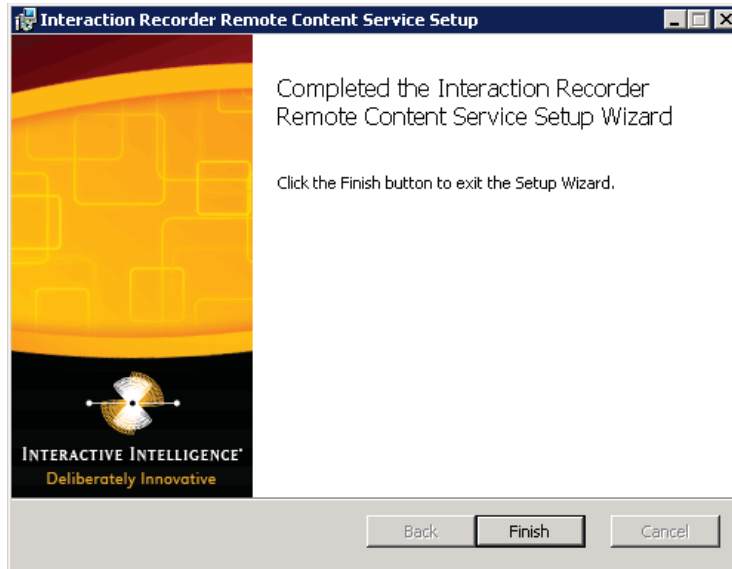 Interaction Recorder Remote Content Service Setup
Completed the Interaction Recorder
Remote Content Service Setup Wizard
Click the Finish button to exit the Setup Wizard.
INTERACTIVE INTELLIGENCE®
Deliberately Innovative
Back
Finish
Cancel